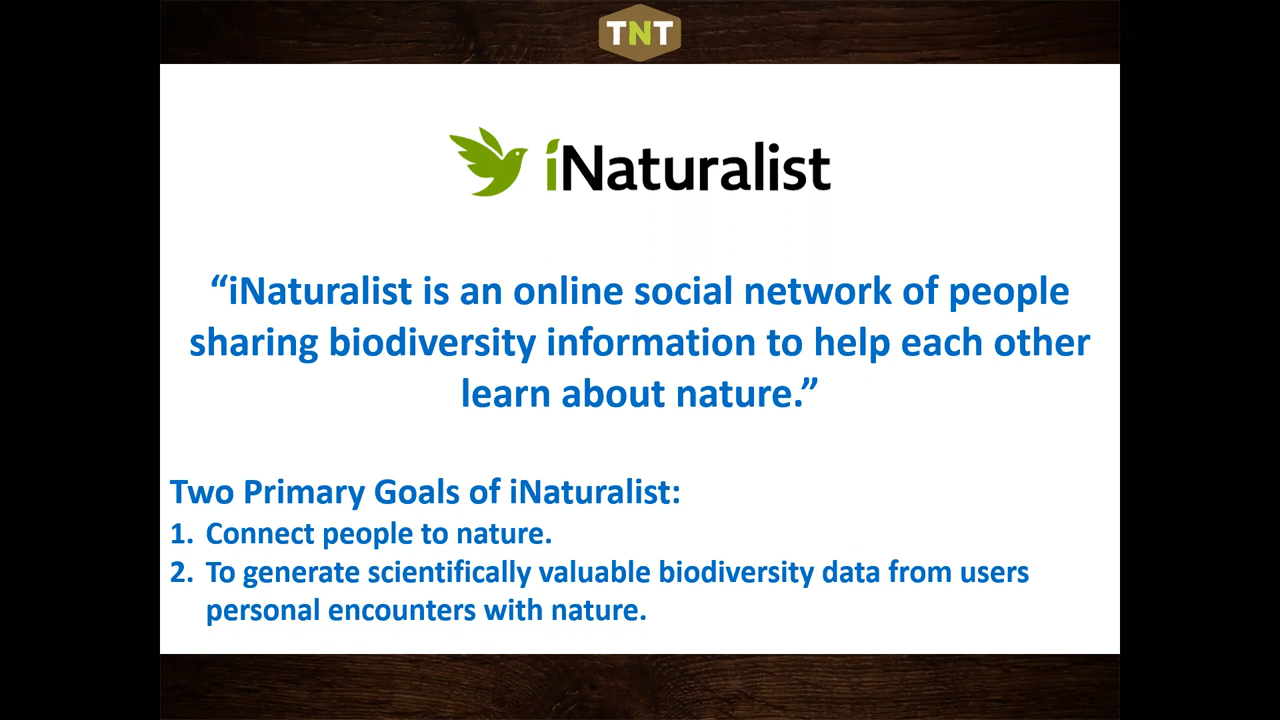 TNT
iNaturalist
“iNaturalist is an online social network of people
sharing biodiversity information to help each other
learn about nature.”
Two Primary Goals of iNaturalist:
1. Connect people to nature.
2. To generate scientifically valuable biodiversity data from users
personal encounters with nature.